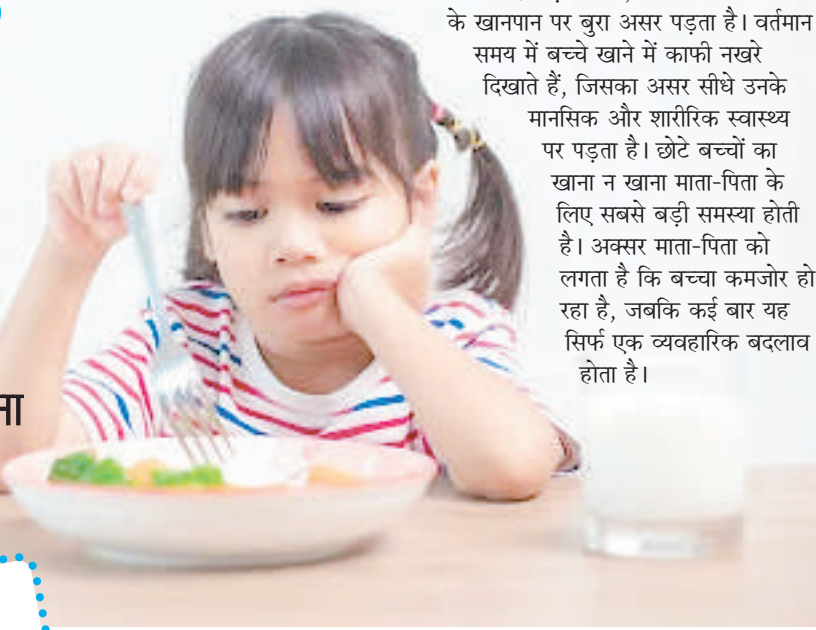 के खानपान पर बुरा असर पड़ता है। वर्तमान
समय में बच्चे खाने में काफी नखरे
दिखाते हैं, जिसका असर सीधे उनके
मानसिक और शारीरिक स्वास्थ्य
पर पड़ता है। छोटे बच्चों का
खाना न खाना माता-पिता के
लिए सबसे बड़ी समस्या होती
है। अक्सर माता-पिता को
लगता है कि बच्चा कमजोर हो
रहा है, जबकि कई बार यह
सिर्फ एक व्यवहारिक बदलाव
होता है।